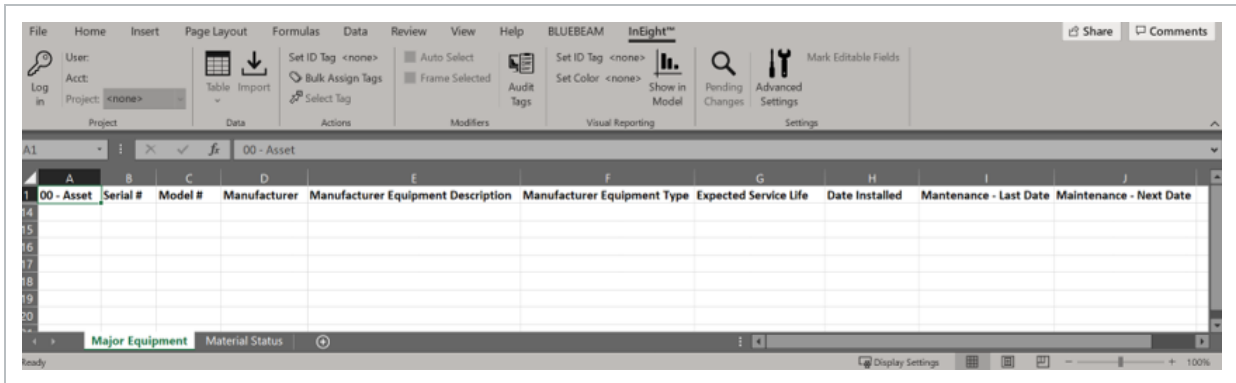 File Home Insert Page Layout Formulas Data Review View Help BLUEBEAM InEight™ Share Comments
User: Set ID Tag <none> Auto Select Set ID Tag <none> Mark Editable Fields
Acct: Bulk Assign Tags Frame Selected Set Color <none>
Log in Project: <none> Table Import Select Tag Audit Tags Show in Model Pending Changes Advanced Settings
Project Data Actions Modifiers Visual Reporting Settings
A1 fx 00 - Asset
A B C D E F G H I J
1 00 - Asset Serial # Model # Manufacturer Manufacturer Equipment Description Manufacturer Equipment Type Expected Service Life Date Installed Mantenance - Last Date Maintenance - Next Date
14
15
16
17
18
19
20
Major Equipment Material Status
Ready Display Settings 100%